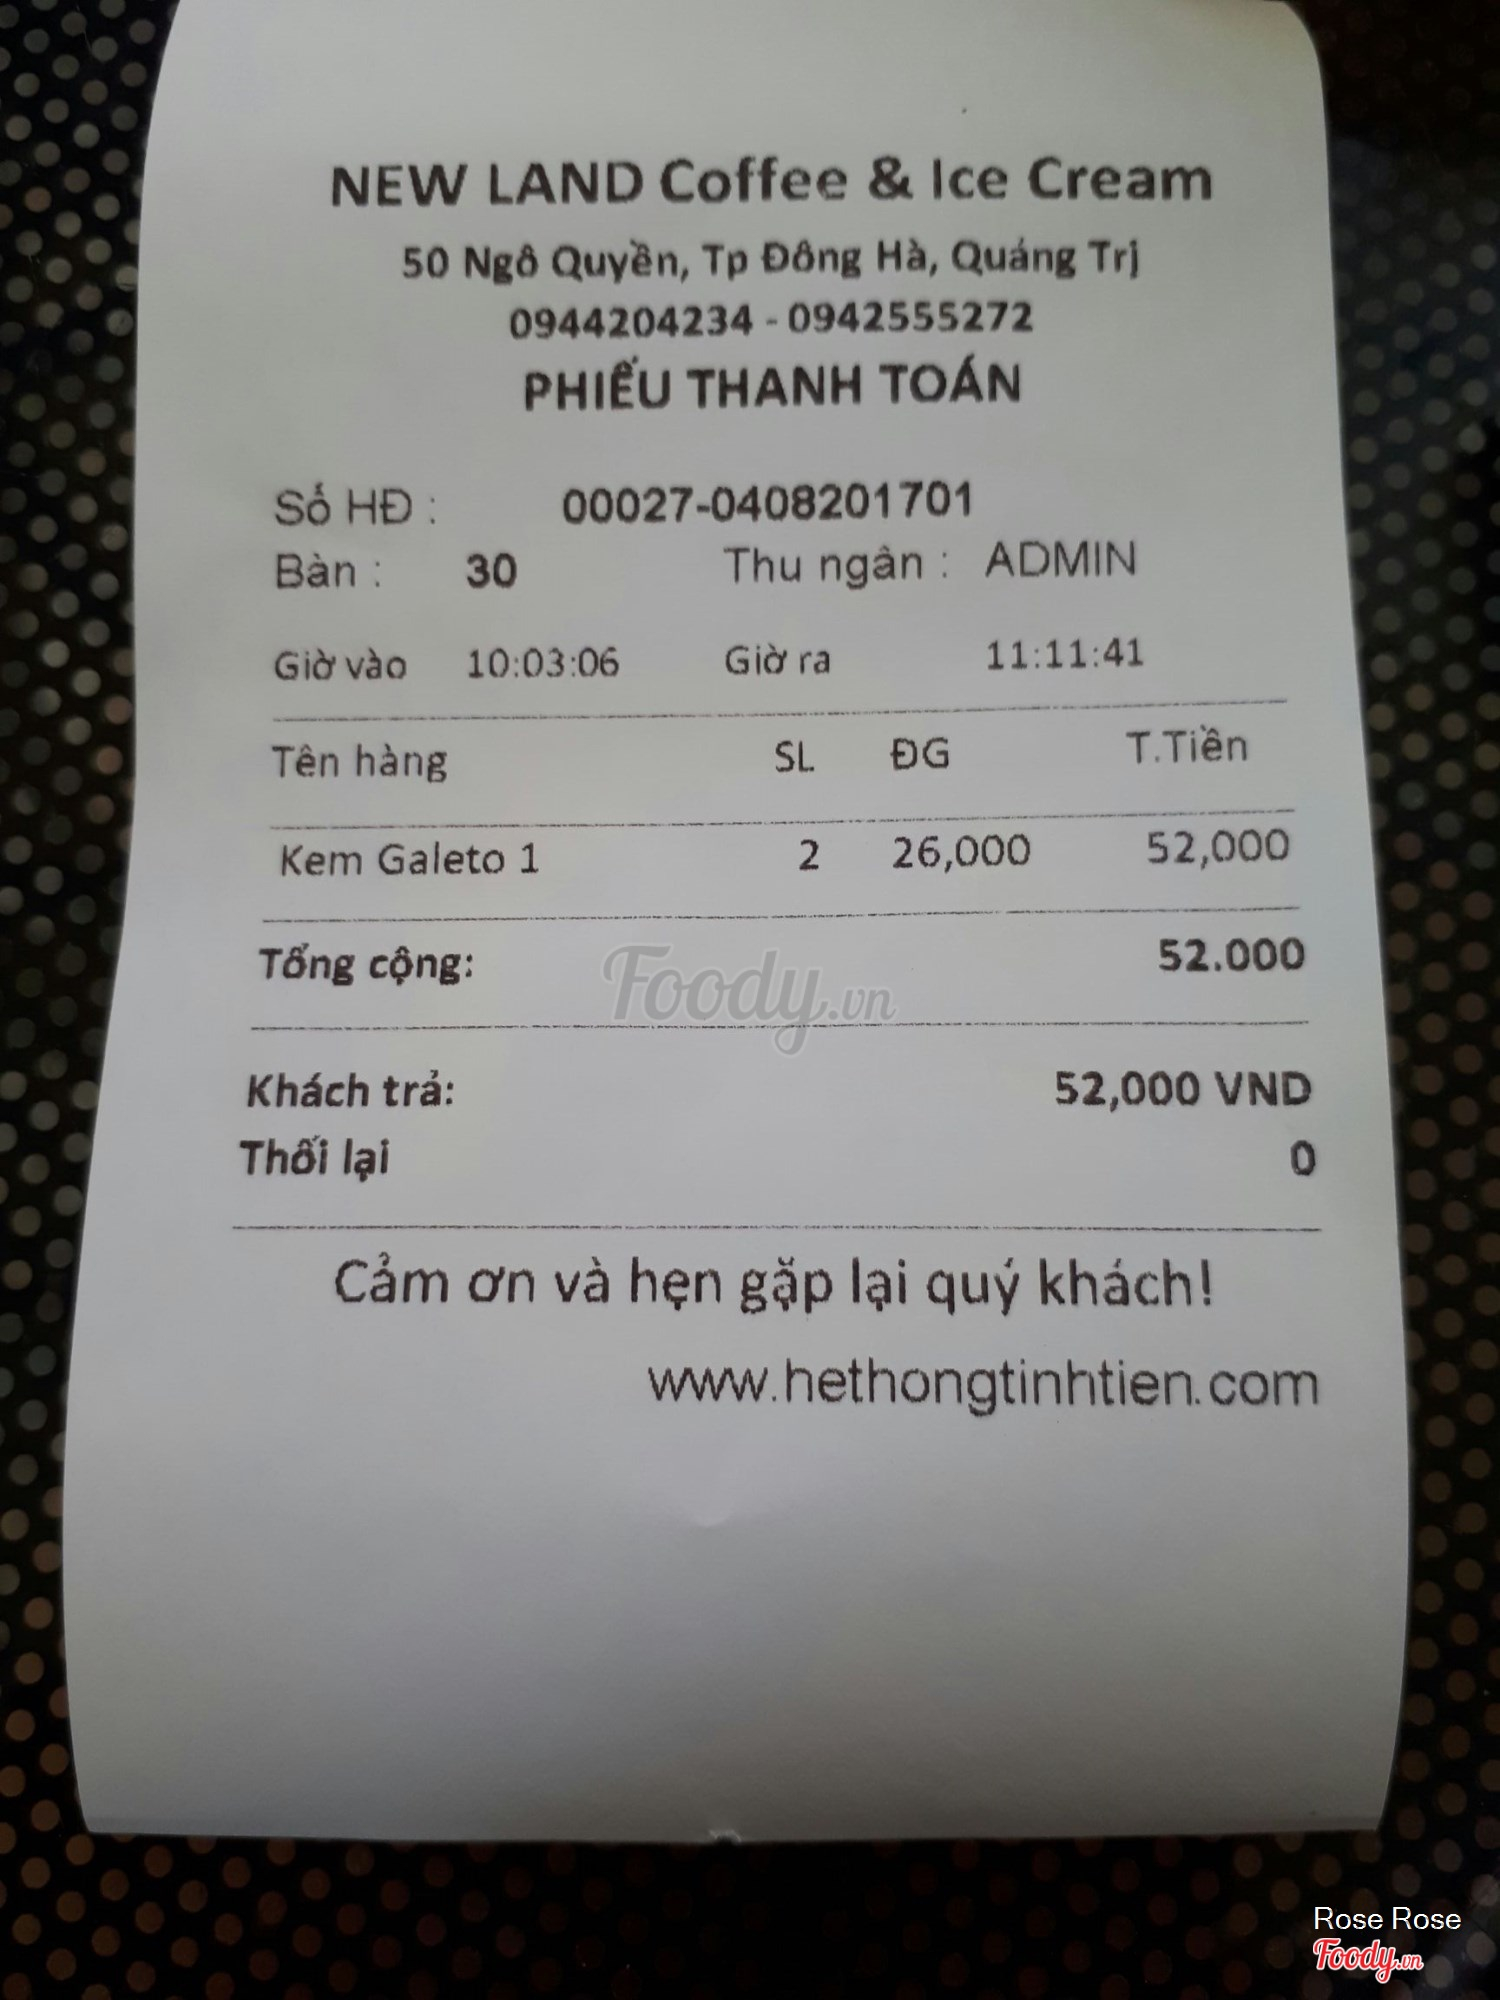 NEW LAND Coffee & Ice Cream
50 Ngô Quyền, Tp Đông Hà, Quảng Trị
0944204234 - 0942555272
PHIẾU THANH TOÁN
Số HĐ : 00027-0408201701
Bàn : 30 Thu ngân : ADMIN
Giờ vào 10:03:06 Giờ ra 11:11:41
Tên hàng SL ĐG T.Tiền
Kem Galeto 1 2 26,000 52,000
Tổng cộng: 52.000
Foody.vn
Khách trả: 52,000 VND
Thối lại 0
Cảm ơn và hẹn gặp lại quý khách!
www.hethongtinhtien.com
Rose Rose
Foody.vn